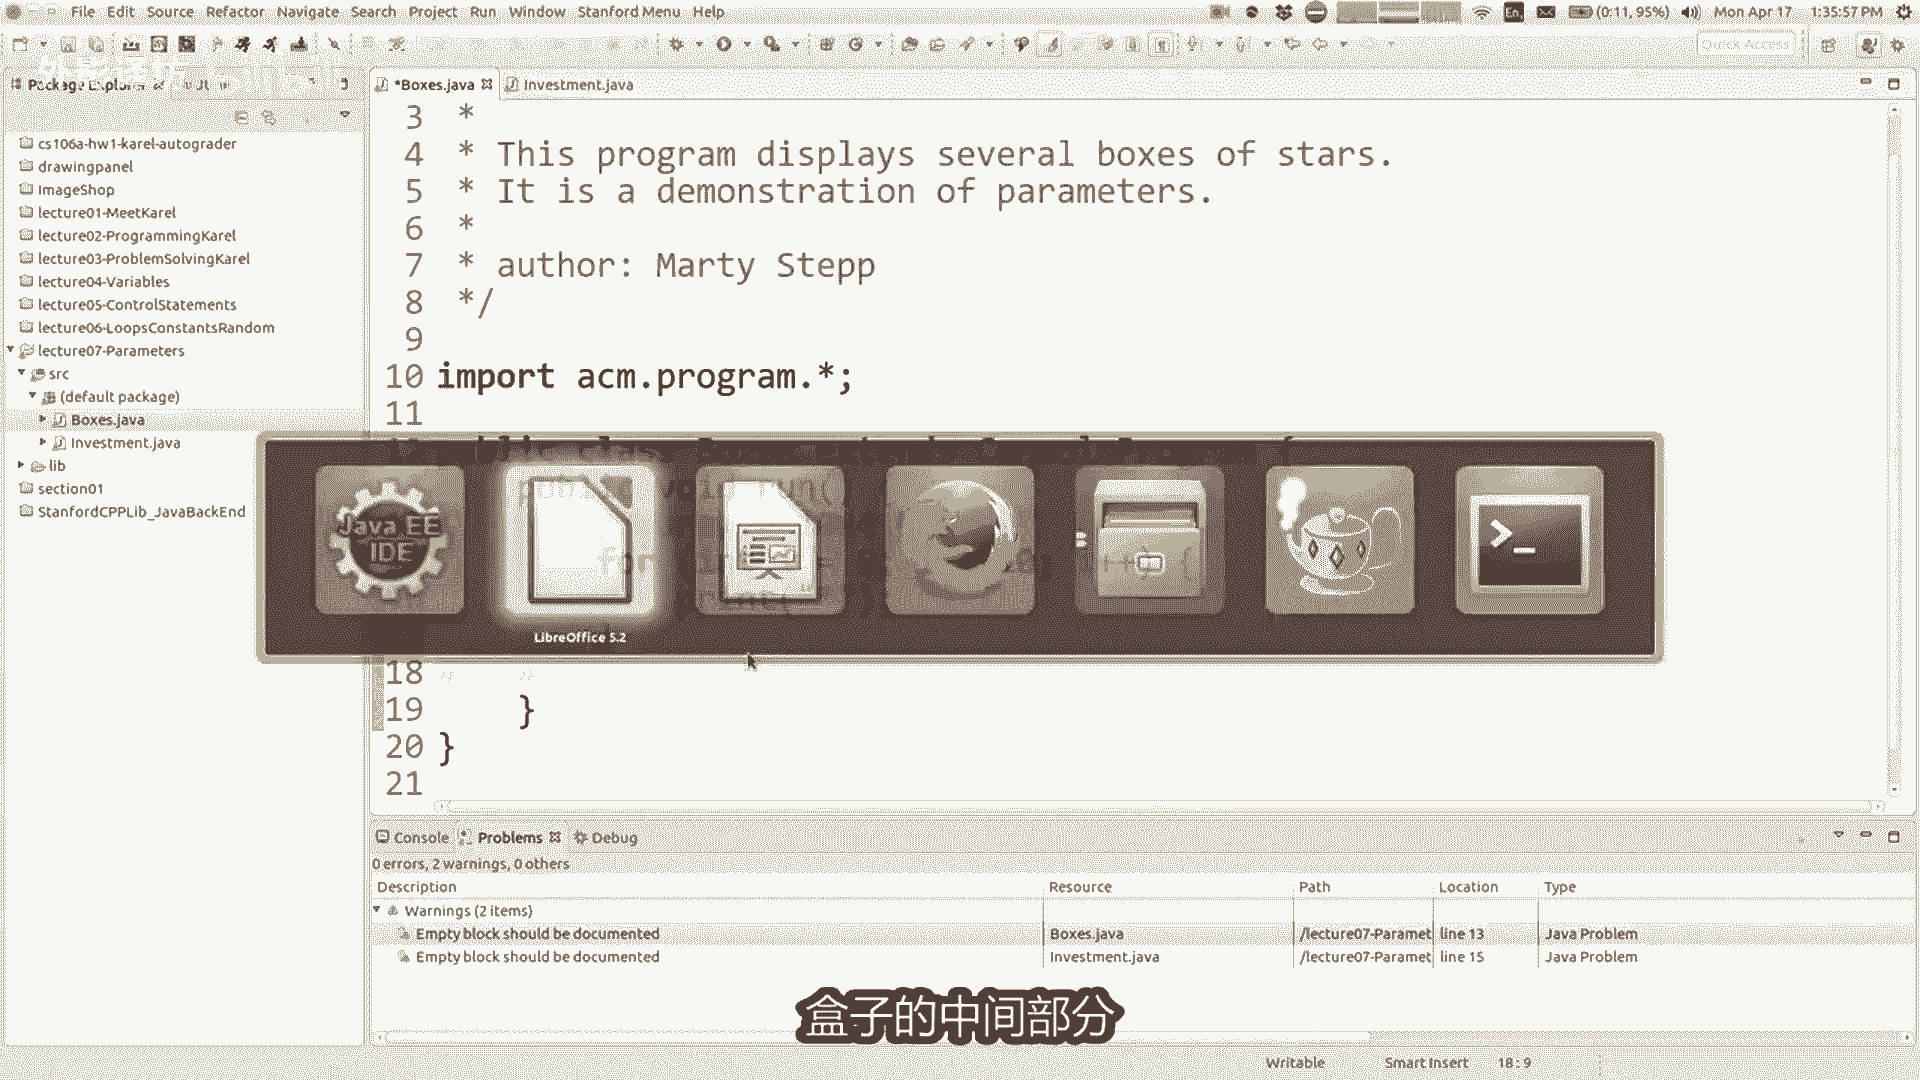 File Edit Source Refactor Navigate Search Project Run Window Stanford Menu Help
En (0:11, 95%) Mon Apr 17 1:35:57 PM
Quick Access
Package Explorer
*Boxes.java Investment.java
cs106a-hw1-karel-autograder
drawingpanel
ImageShop
lecture01-MeetKarel
lecture02-ProgrammingKarel
lecture03-ProblemSolvingKarel
lecture04-Variables
lecture05-ControlStatements
lecture06-LoopsConstantsRandom
lecture07-Parameters
src
(default package)
Boxes.java
Investment.java
lib
section01
StanfordCPPLib_JavaBackEnd
3 *
4 * This program displays several boxes of stars.
5 * It is a demonstration of parameters.
6 *
7 * author: Marty Stepp
8 */
9
10 import acm.program.*;
11
public void run(
for
Java EE
IDE
LibreOffice 5.2
18
19 }
20 }
21
Console Problems Debug
0 errors, 2 warnings, 0 others
Description Resource Path Location Type
Warnings (2 items)
Empty block should be documented Boxes.java /lecture07-Paramet line 13 Java Problem
Empty block should be documented Investment.java /lecture07-Paramet line 15 Java Problem
盒子的中间部分
Writable Smart Insert 18 : 9